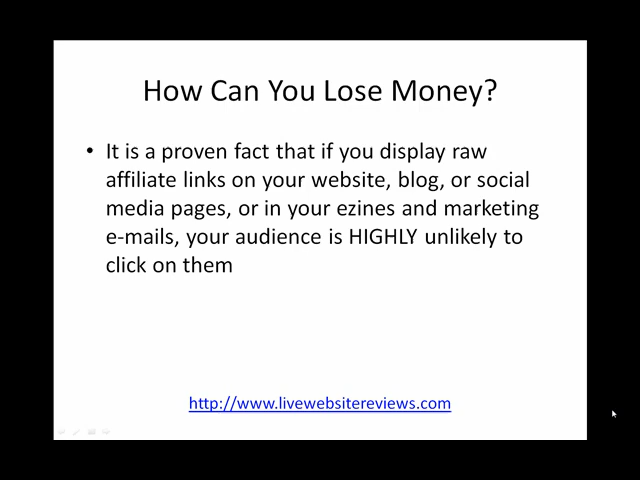 How Can You Lose Money?
• It is a proven fact that if you display raw
affiliate links on your website, blog, or social
media pages, or in your ezines and marketing
e-mails, your audience is HIGHLY unlikely to
click on them
http://www.livewebsitereviews.com